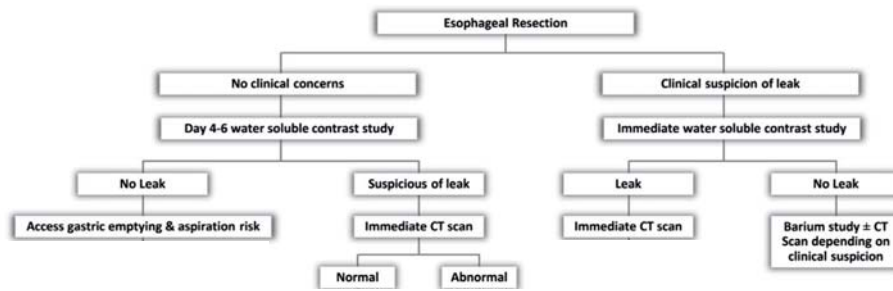 Esophageal Resection
No clinical concerns
Clinical suspicion of leak
Day 4-6 water soluble contrast study
Immediate water soluble contrast study
No Leak
Suspicious of leak
Leak
No Leak
Access gastric emptying & aspiration risk
Immediate CT scan
Immediate CT scan
Barium study ± CT
Scan depending on
clinical suspicion
Normal
Abnormal